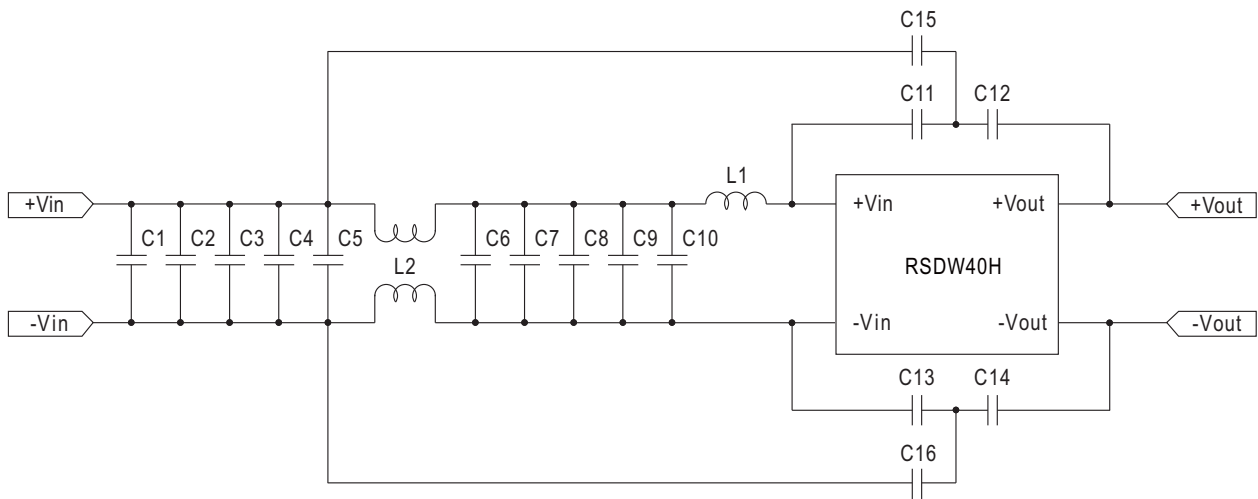 C15
C11 C12
L1
+Vin +Vin +Vout +Vout
C1 C2 C3 C4 C5 C6 C7 C8 C9 C10
L2 RSDW40H
-Vin -Vin -Vout -Vout
C13 C14
C16